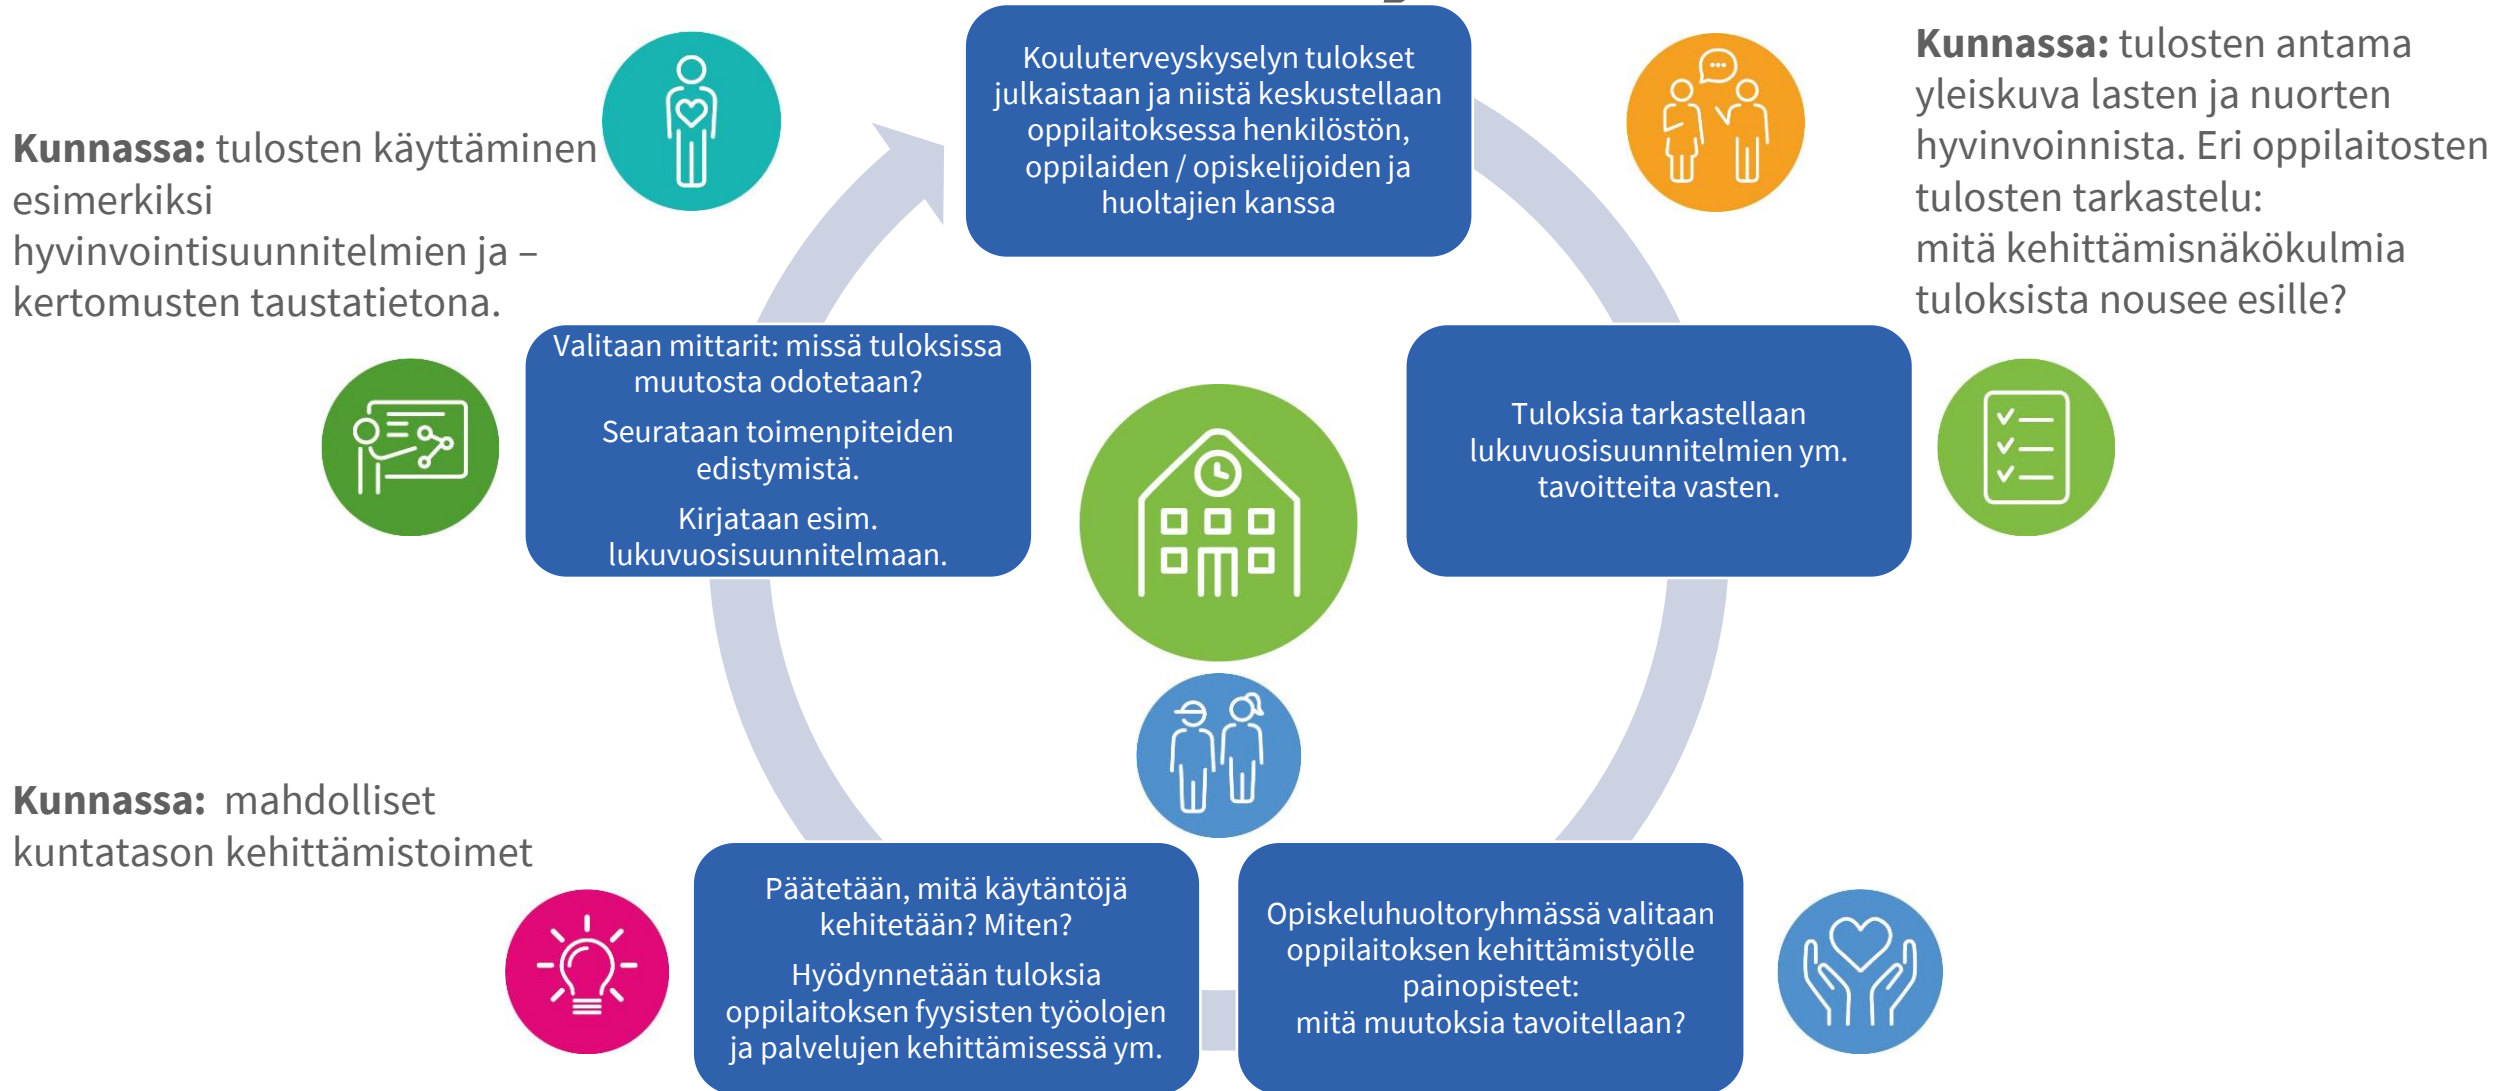 Kouluterveyskyselyn tulokset
julkaistaan ja niistä keskustellaan
oppilaitoksessa henkilöstön,
oppilaiden / opiskelijoiden ja
huoltajien kanssa
Kunnassa: tulosten antama
yleiskuva lasten ja nuorten
hyvinvoinnista. Eri oppilaitosten
tulosten tarkastelu:
mitä kehittämisnäkökulmia
tuloksista nousee esille?
Tuloksia tarkastellaan
lukuvuosisuunnitelmien ym.
tavoitteita vasten.
Opiskeluhuoltoryhmässä valitaan
oppilaitoksen kehittämistyölle
painopisteet:
mitä muutoksia tavoitellaan?
Päätetään, mitä käytäntöjä
kehitetään? Miten?
Hyödynnetään tuloksia
oppilaitoksen fyysisten työolojen
ja palvelujen kehittämisessä ym.
Kunnassa:  mahdolliset
kuntatason kehittämistoimet
Valitaan mittarit: missä tuloksissa
muutosta odotetaan?
Seurataan toimenpiteiden
edistymistä.
Kirjataan esim.
lukuvuosisuunnitelmaan.
Kunnassa: tulosten käyttäminen
esimerkiksi
hyvinvointisuunnitelmien ja –
kertomusten taustatietona.